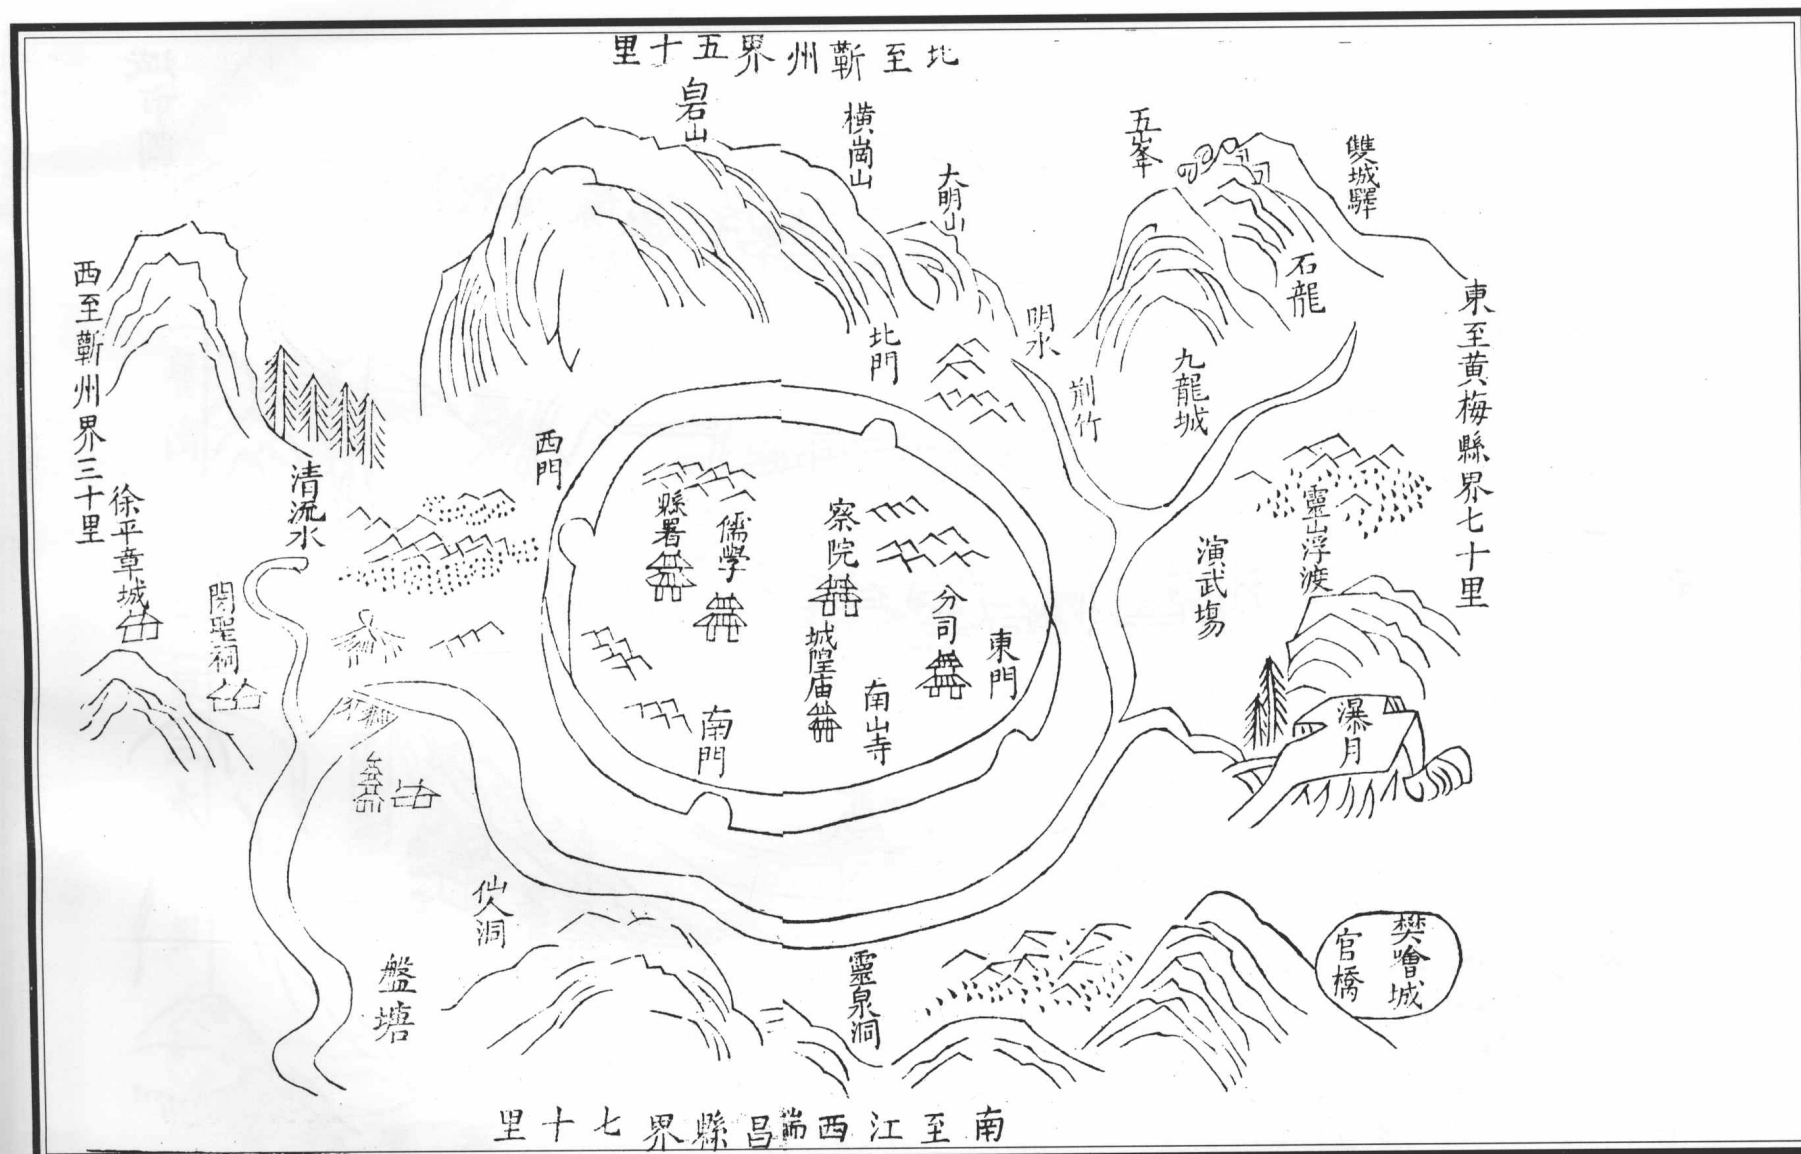 北至蘄州界五十里
雙城驛
五峯
大明山
橫崗山
白岩山
東至黃梅縣界七十里
石龍
九龍城
荊竹
明水
北門
西門
西至蘄州界三十里
徐平章城
清流水
靈山浮渡
演武場
瀑月
察院
分司
東門
城隍庙
南山寺
儒學
縣署
南門
樊噲城
官橋
靈泉洞
仙人洞
盤塘
南至江西瑞昌縣界七十里